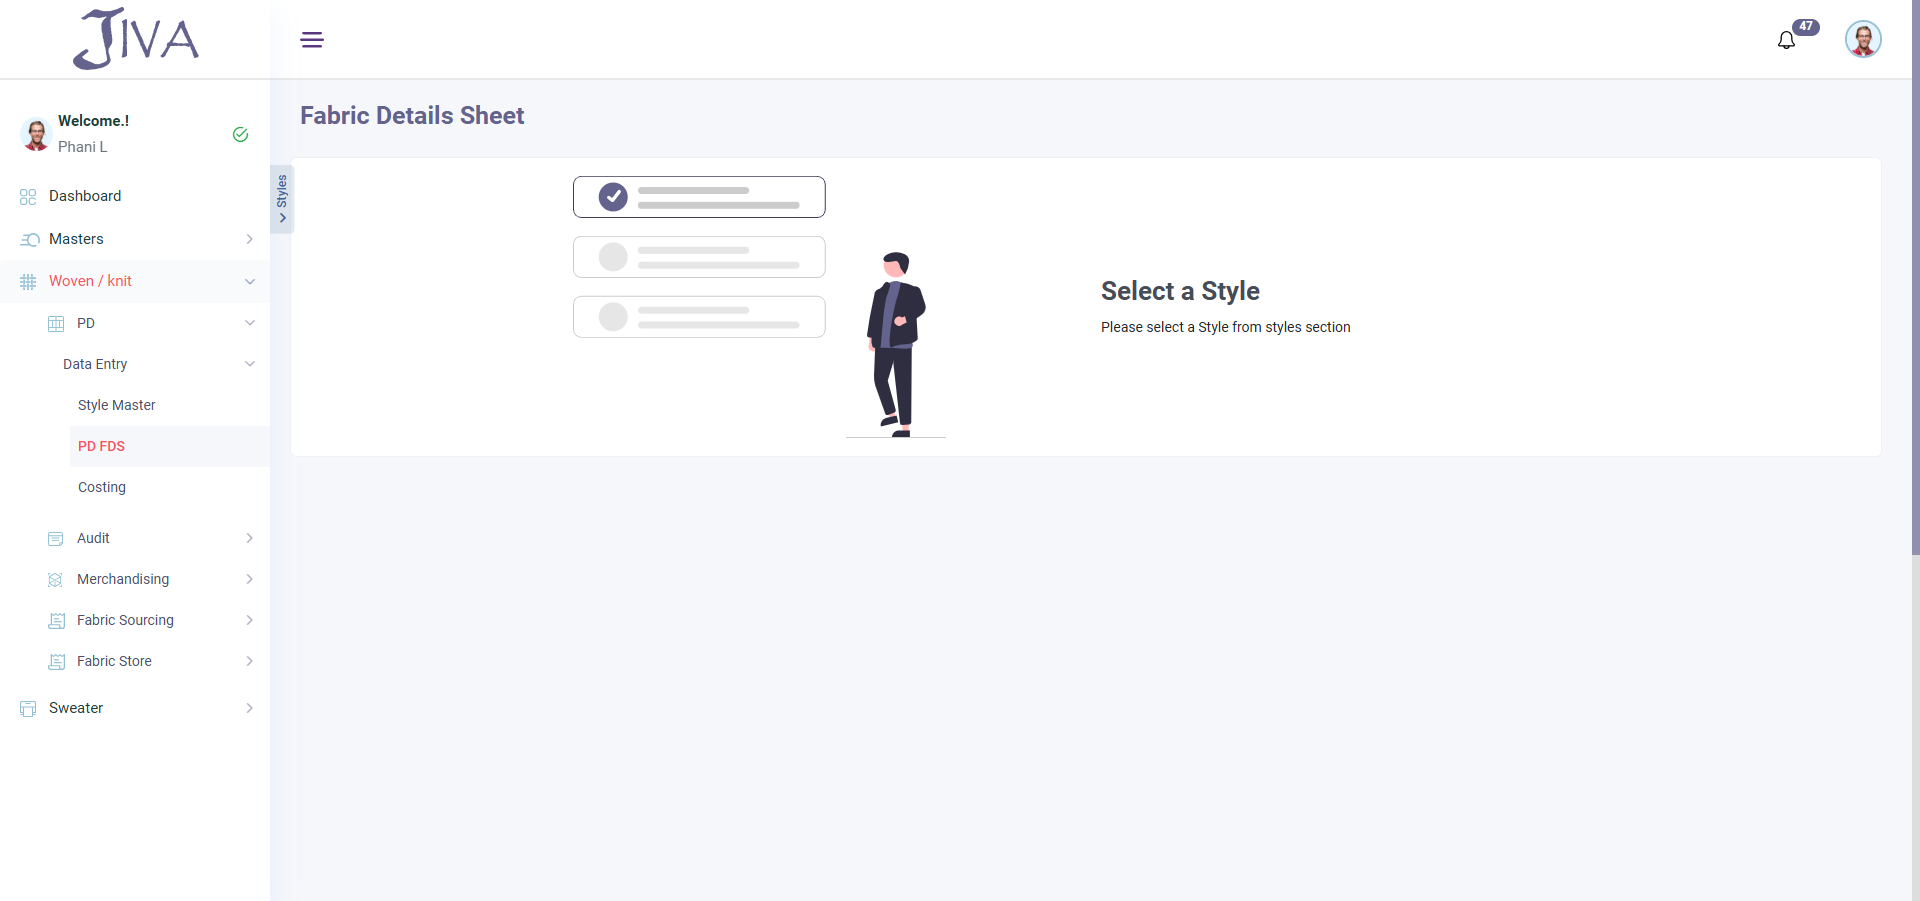 JIVA
47
Welcome.!
Phani L
Dashboard
Masters
Woven / knit
PD
Data Entry
Style Master
PD FDS
Costing
Audit
Merchandising
Fabric Sourcing
Fabric Store
Sweater
Styles
Fabric Details Sheet
Select a Style
Please select a Style from styles section